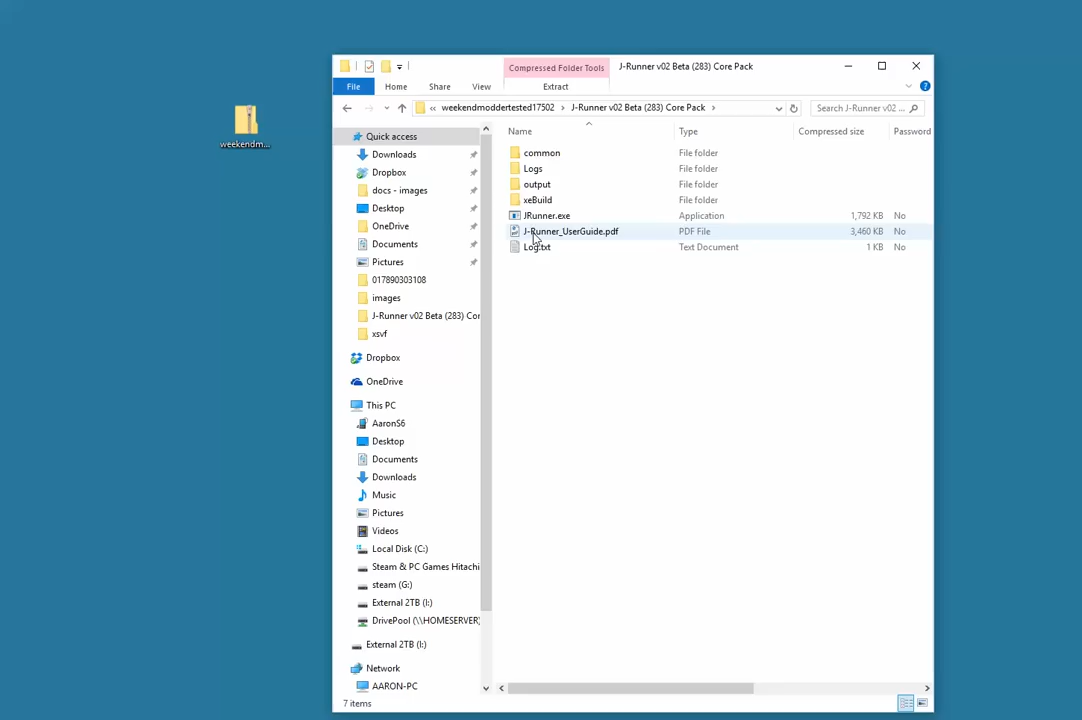 Compressed Folder Tools
J-Runner v02 Beta (283) Core Pack
File
Home
Share
View
Extract
« weekendmoddertested17502 > J-Runner v02 Beta (283) Core Pack >
Search J-Runner v02 ...
weekendm...
Name
Type
Compressed size
Password
common
File folder
Logs
File folder
output
File folder
xeBuild
File folder
JRunner.exe
Application
1,792 KB
No
J-Runner_UserGuide.pdf
PDF File
3,460 KB
No
Log.txt
Text Document
1 KB
No
Quick access
Downloads
Dropbox
docs - images
Desktop
OneDrive
Documents
Pictures
017890303108
images
J-Runner v02 Beta (283) Cor
xsvf
Dropbox
OneDrive
This PC
AaronS6
Desktop
Documents
Downloads
Music
Pictures
Videos
Local Disk (C:)
Steam & PC Games Hitachi
steam (G:)
External 2TB (I:)
DrivePool (\\HOMESERVER)
External 2TB (I:)
Network
AARON-PC
7 items